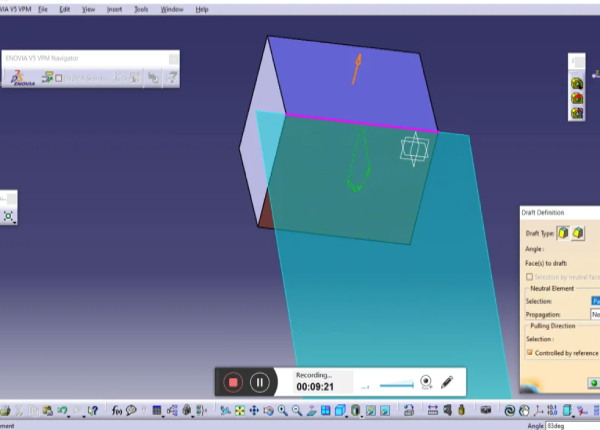 VIA V5 VPM File Edit View Insert Tools Window Help
ENOVIA V5 VPM Navigator
ENOVIA
Draft Definition
Draft Type:
Angle :
Face(s) to draft:
Selection by neutral face
Neutral Element
Selection:
Propagation: No
Pulling Direction
Selection :
Controlled by reference
Recording...
00:09:21
f(x)
Angle 83deg